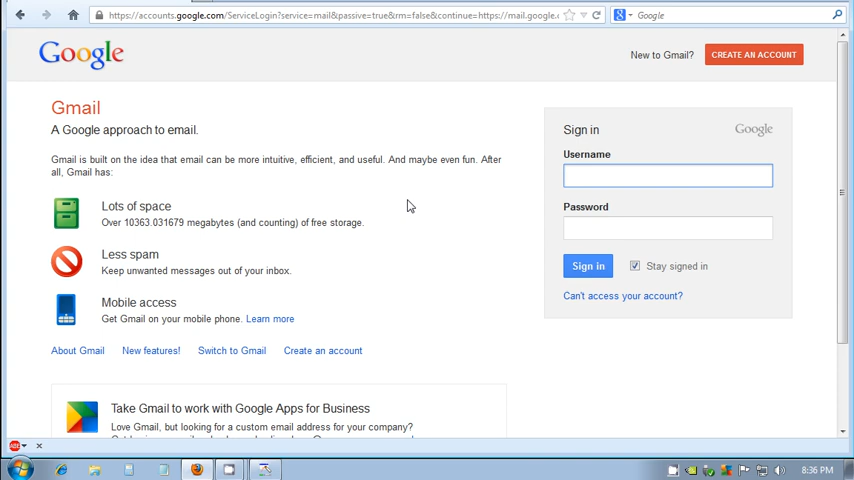 https://accounts.google.com/ServiceLogin?service=mail&passive=true&rm=false&continue=https://mail.google.c
Google
Google
New to Gmail?
CREATE AN ACCOUNT
Gmail
A Google approach to email.
Gmail is built on the idea that email can be more intuitive, efficient, and useful. And maybe even fun. After
all, Gmail has:
Lots of space
Over 10363.031679 megabytes (and counting) of free storage.
Less spam
Keep unwanted messages out of your inbox.
Mobile access
Get Gmail on your mobile phone. Learn more
About Gmail New features! Switch to Gmail Create an account
Take Gmail to work with Google Apps for Business
Love Gmail, but looking for a custom email address for your company?
Sign in
Google
Username
Password
Sign in
Stay signed in
Can't access your account?
ABP
8:36 PM